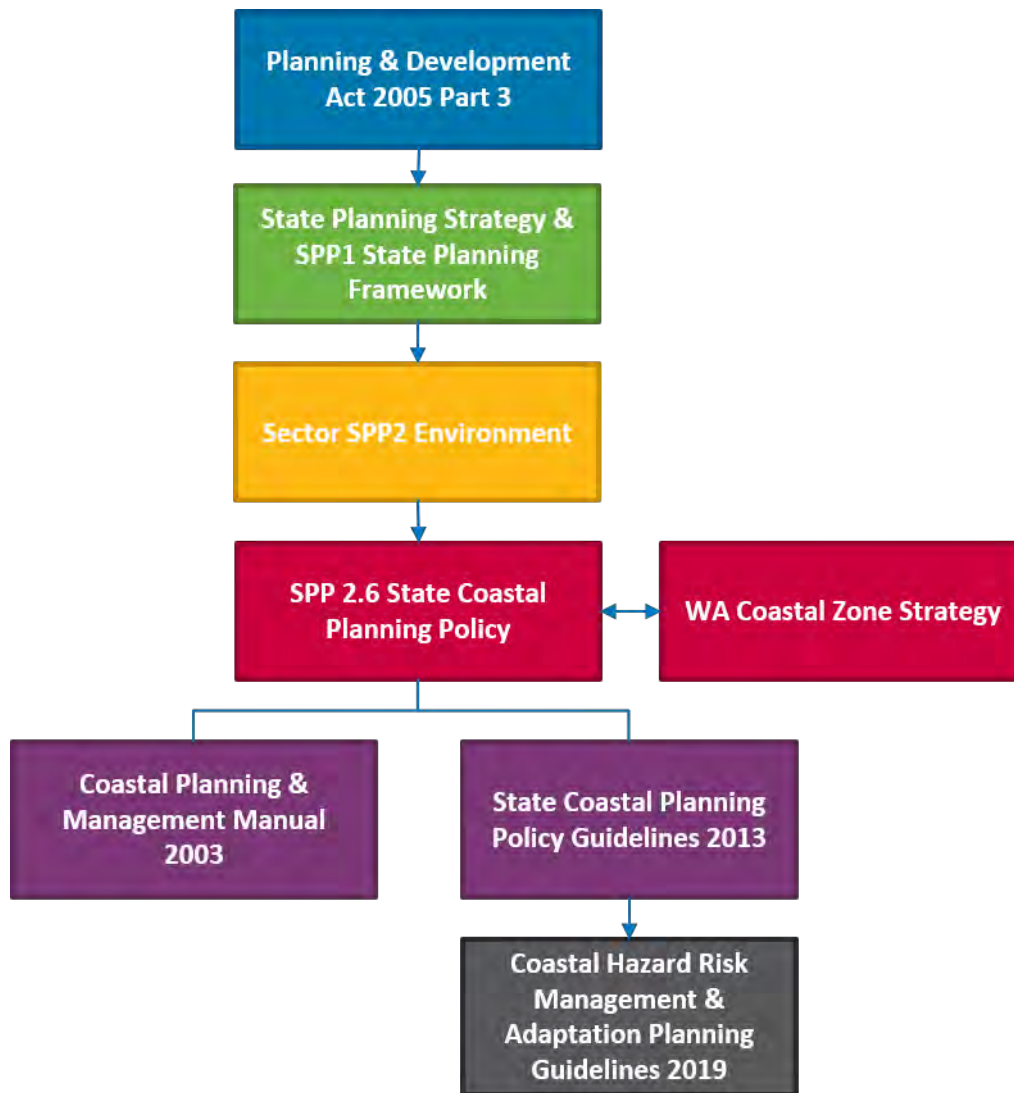 Planning & Development
Act 2005 Part 3
State Planning Strategy &
SPP1 State Planning
Framework
Sector SPP2 Environment
SPP 2.6 State Coastal
Planning Policy
WA Coastal Zone Strategy
Coastal Planning &
Management Manual
2003
State Coastal Planning
Policy Guidelines 2013
Coastal Hazard Risk
Management &
Adaptation Planning
Guidelines 2019